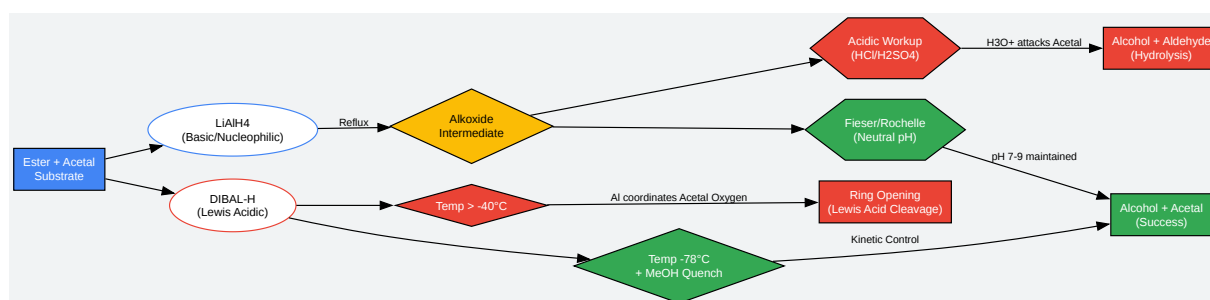 Acidic Workup
(HCl/H2SO4)
H3O+ attacks Acetal
Alcohol + Aldehyde
(Hydrolysis)
LiAlH4
(Basic/Nucleophilic)
Reflux
Alkoxide
Intermediate
Fieser/Rochelle
(Neutral pH)
pH 7-9 maintained
Ester + Acetal
Substrate
DIBAL-H
(Lewis Acidic)
Temp > -40°C
Al coordinates Acetal Oxygen
Ring Opening
(Lewis Acid Cleavage)
Alcohol + Acetal
(Success)
Kinetic Control
Temp -78°C
+ MeOH Quench